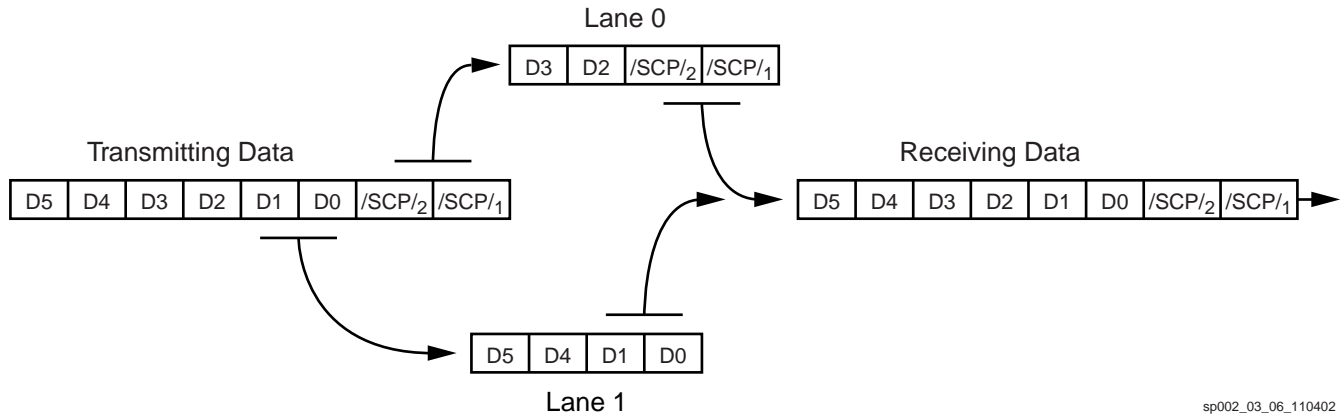 Lane 0
D3 D2 /SCP/2 /SCP/1
Transmitting Data
Receiving Data
D5 D4 D3 D2 D1 D0 /SCP/2 /SCP/1
D5 D4 D3 D2 D1 D0 /SCP/2 /SCP/1
D5 D4 D1 D0
Lane 1
sp002_03_06_110402